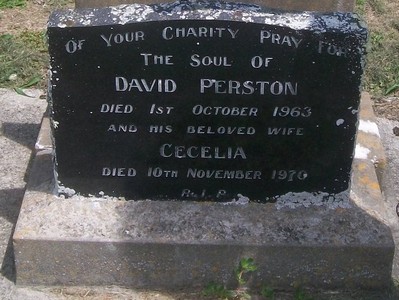 Of Your Charity Pray For
The Soul Of
David Perston
Died 1st October 1963
And His Beloved Wife
Cecelia
Died 10th November 1976
R.I.P.